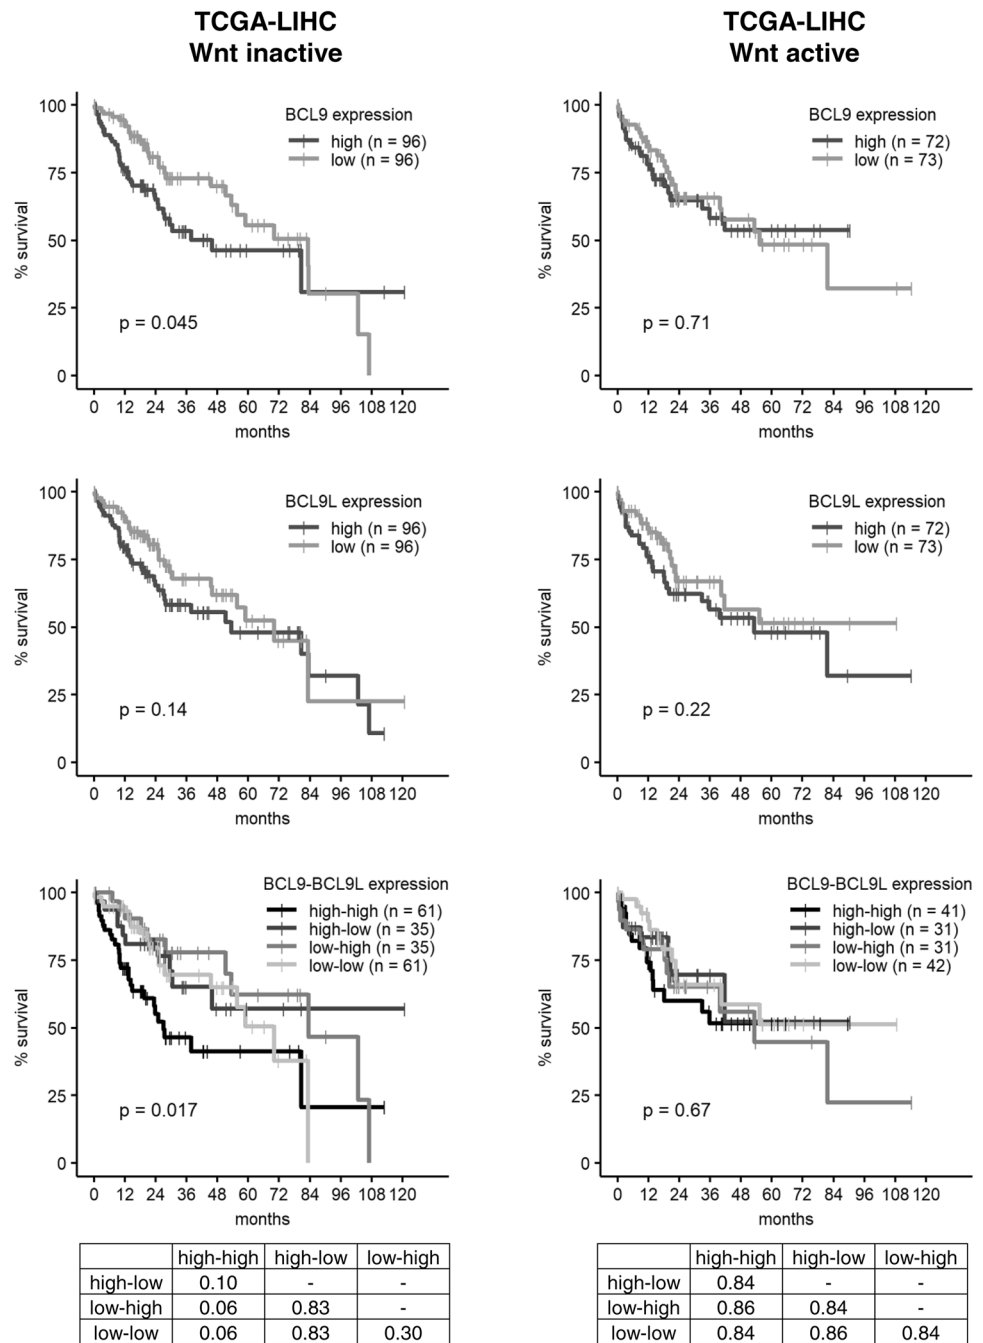 TCGA-LIHC
Wnt inactive
TCGA-LIHC
Wnt active
BCL9 expression
high (n = 96)
low (n = 96)
100
75
50
25
0
% survival
p = 0.045
0 12 24 36 48 60 72 84 96 108 120
months
BCL9 expression
high (n = 72)
low (n = 73)
100
75
50
25
0
% survival
p = 0.71
0 12 24 36 48 60 72 84 96 108 120
months
BCL9L expression
high (n = 96)
low (n = 96)
100
75
50
25
0
% survival
p = 0.14
0 12 24 36 48 60 72 84 96 108 120
months
BCL9L expression
high (n = 72)
low (n = 73)
100
75
50
25
0
% survival
p = 0.22
0 12 24 36 48 60 72 84 96 108 120
months
BCL9-BCL9L expression
high-high (n = 61)
high-low (n = 35)
low-high (n = 35)
low-low (n = 61)
100
75
50
25
0
% survival
p = 0.017
0 12 24 36 48 60 72 84 96 108 120
months
BCL9-BCL9L expression
high-high (n = 41)
high-low (n = 31)
low-high (n = 31)
low-low (n = 42)
100
75
50
25
0
% survival
p = 0.67
0 12 24 36 48 60 72 84 96 108 120
months
high-high high-low low-high
high-low 0.10 - -
low-high 0.06 0.83 -
low-low 0.06 0.83 0.30
high-high high-low low-high
high-low 0.84 - -
low-high 0.86 0.84 -
low-low 0.84 0.86 0.84